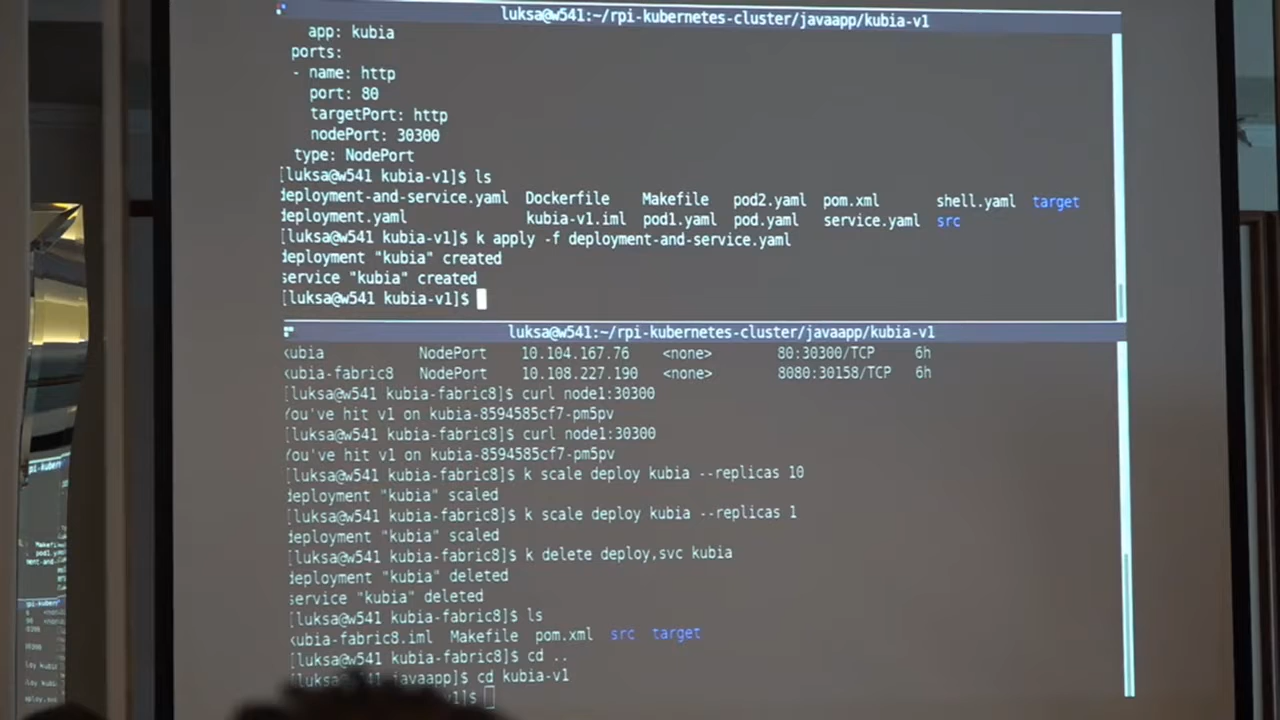 luksa@w541:~/rpi-kubernetes-cluster/javaapp/kubia-v1
app: kubia
ports:
- name: http
port: 80
targetPort: http
nodePort: 30300
type: NodePort
[luksa@w541 kubia-v1]$ ls
deployment-and-service.yaml Dockerfile Makefile pod2.yaml pom.xml shell.yaml target
deployment.yaml kubia-v1.iml pod1.yaml pod.yaml service.yaml src
[luksa@w541 kubia-v1]$ k apply -f deployment-and-service.yaml
deployment "kubia" created
service "kubia" created
[luksa@w541 kubia-v1]$
luksa@w541:~/rpi-kubernetes-cluster/javaapp/kubia-v1
kubia NodePort 10.104.167.76 <none> 80:30300/TCP 6h
kubia-fabric8 NodePort 10.108.227.190 <none> 8080:30158/TCP 6h
[luksa@w541 kubia-fabric8]$ curl node1:30300
You've hit v1 on kubia-8594585cf7-pm5pv
[luksa@w541 kubia-fabric8]$ curl node1:30300
You've hit v1 on kubia-8594585cf7-pm5pv
[luksa@w541 kubia-fabric8]$ k scale deploy kubia --replicas 10
deployment "kubia" scaled
[luksa@w541 kubia-fabric8]$ k scale deploy kubia --replicas 1
deployment "kubia" scaled
[luksa@w541 kubia-fabric8]$ k delete deploy,svc kubia
deployment "kubia" deleted
service "kubia" deleted
[luksa@w541 kubia-fabric8]$ ls
kubia-fabric8.iml Makefile pom.xml src target
[luksa@w541 kubia-fabric8]$ cd ..
[luksa@w541 javaapp]$ cd kubia-v1
v1]$